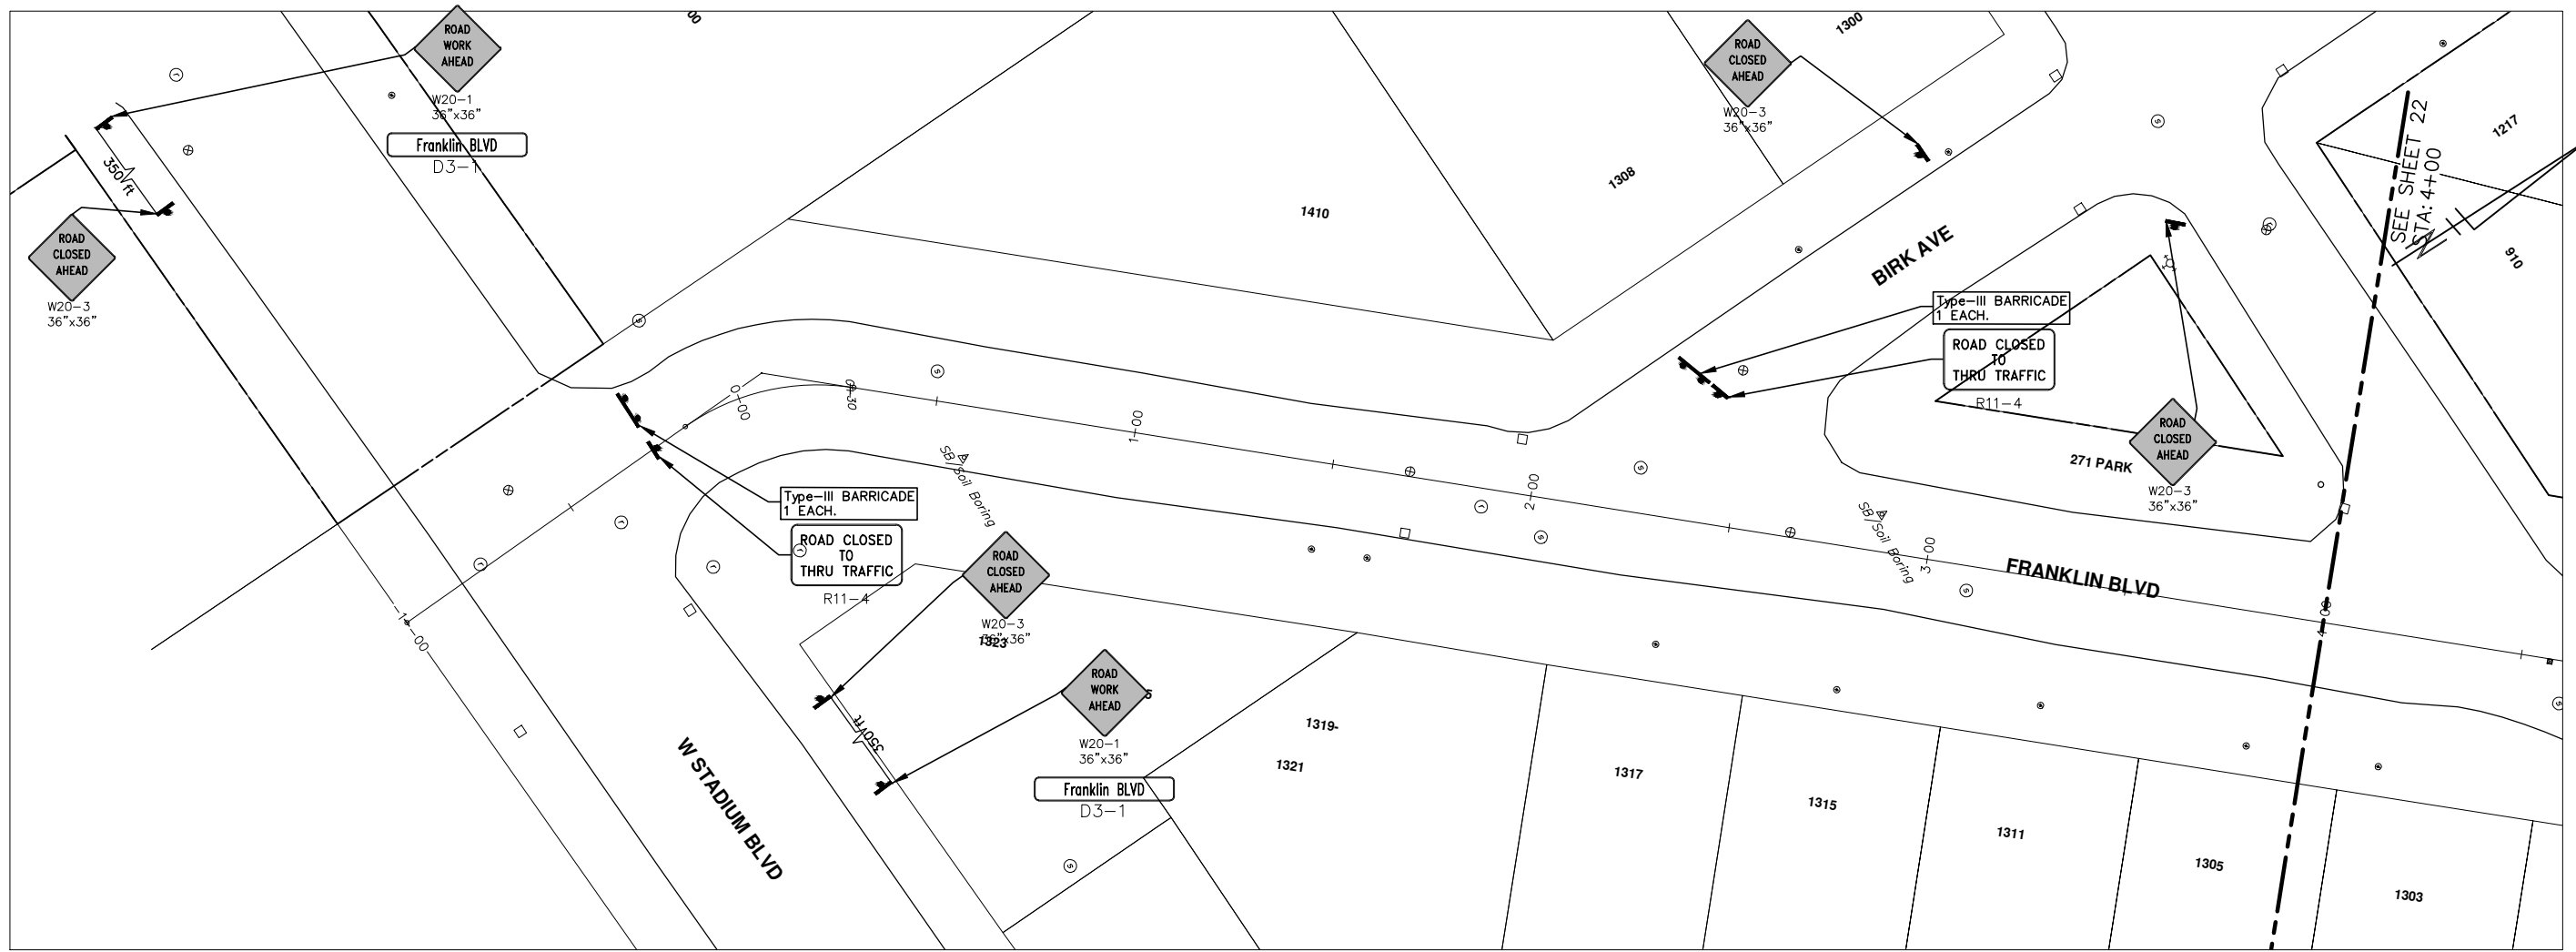 ROAD
WORK
AHEAD
W20-1
36"x36"
Franklin BLVD
D3-1
350 ft
ROAD
CLOSED
AHEAD
W20-3
36"x36"
00
ROAD
CLOSED
AHEAD
W20-3
36"x36"
1300
1308
1410
BIRK AVE
SEE SHEET 22
STA: 4+00
1217
910
Type-III BARRICADE
1 EACH.
ROAD CLOSED
TO
THRU TRAFFIC
R11-4
ROAD
CLOSED
AHEAD
W20-3
36"x36"
271 PARK
0-00
0-30
1-00
2-00
3-00
4-00
-1-00
SB/Soil Boring
SB/Soil Boring
FRANKLIN BLVD
Type-III BARRICADE
1 EACH.
ROAD CLOSED
TO
THRU TRAFFIC
R11-4
ROAD
CLOSED
AHEAD
W20-3
36"x36"
1323
ROAD
WORK
AHEAD
5
W20-1
36"x36"
Franklin BLVD
D3-1
350 ft
W STADIUM BLVD
1319-
1321
1317
1315
1311
1305
1303